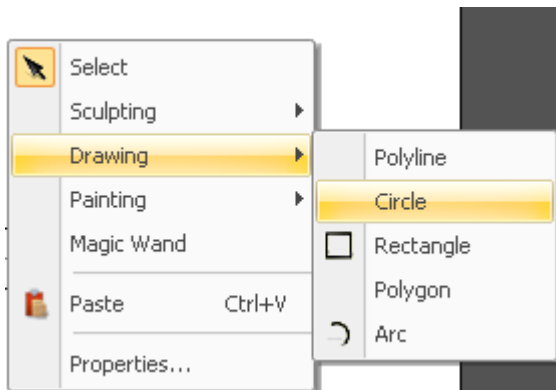 Select
Sculpting
Drawing
Painting
Magic Wand
Paste Ctrl+V
Properties...
Polyline
Circle
Rectangle
Polygon
Arc